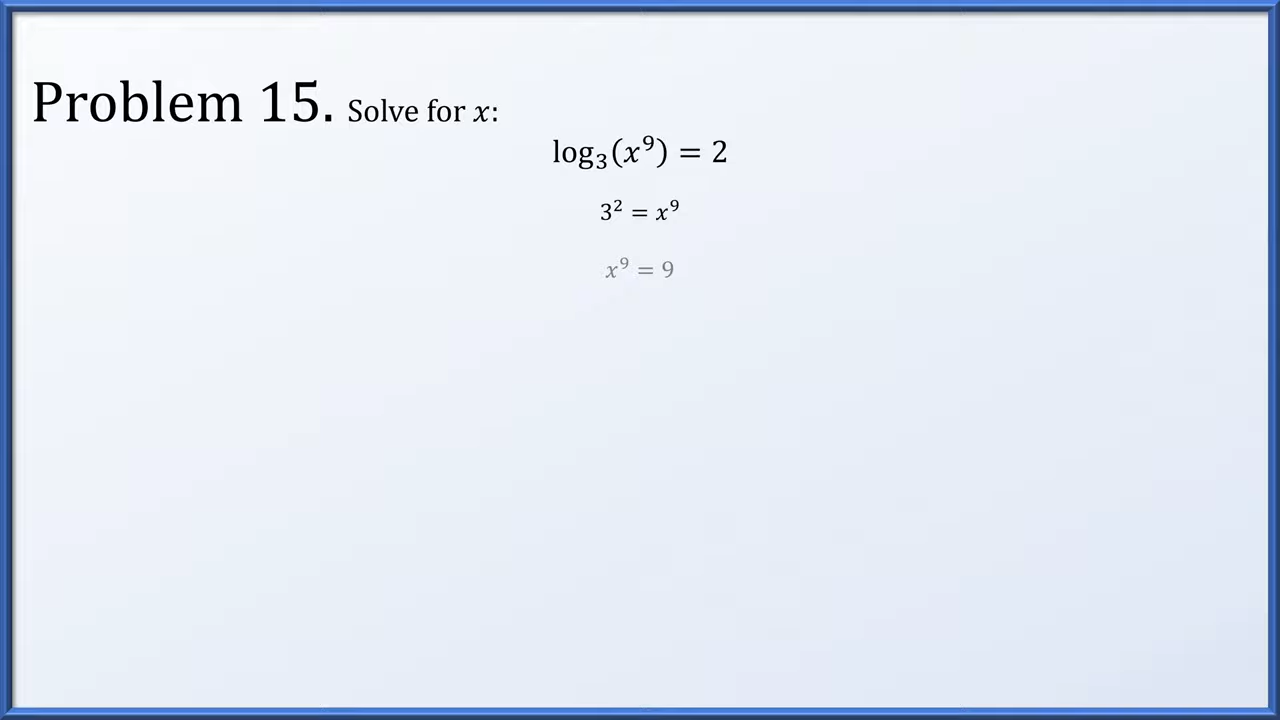 Problem 15. Solve for x:
log₃(x⁹) = 2
3² = x⁹
x⁹ = 9